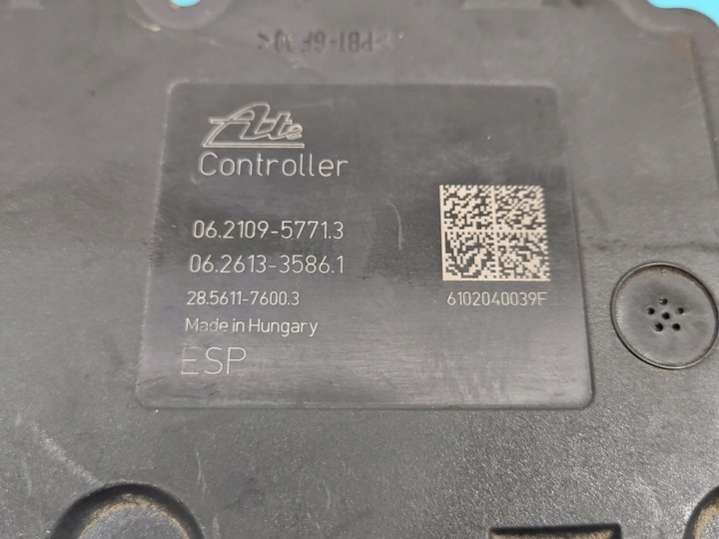 Ate
Controller
06.2109-5771.3
06.2613-3586.1
28.5611-7600.3
6102040039F
Made in Hungary
ESP